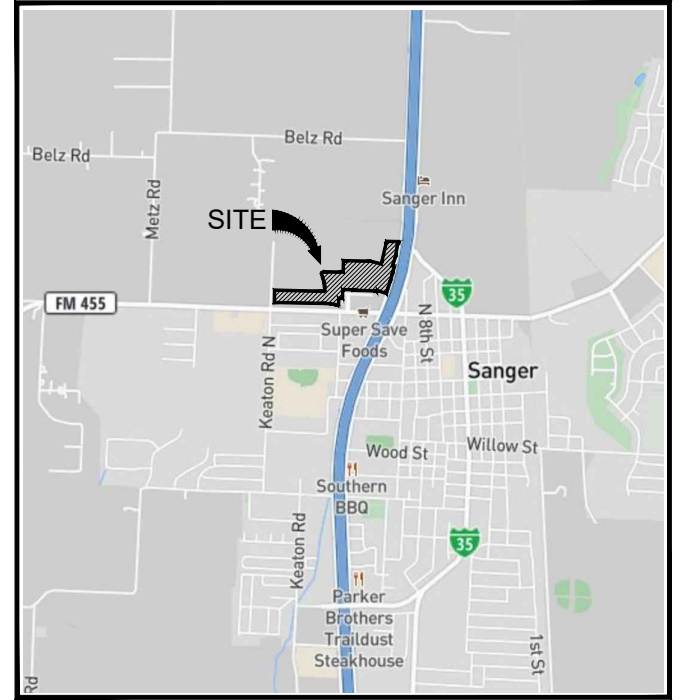 Belz Rd
Belz Rd
Metz Rd
Sanger Inn
SITE
FM 455
35
Super Save
Foods
N 8th St
Keaton Rd N
Sanger
Wood St
Willow St
Southern
BBQ
Keaton Rd
35
Parker
Brothers
Traildust
Steakhouse
1st St
Rd